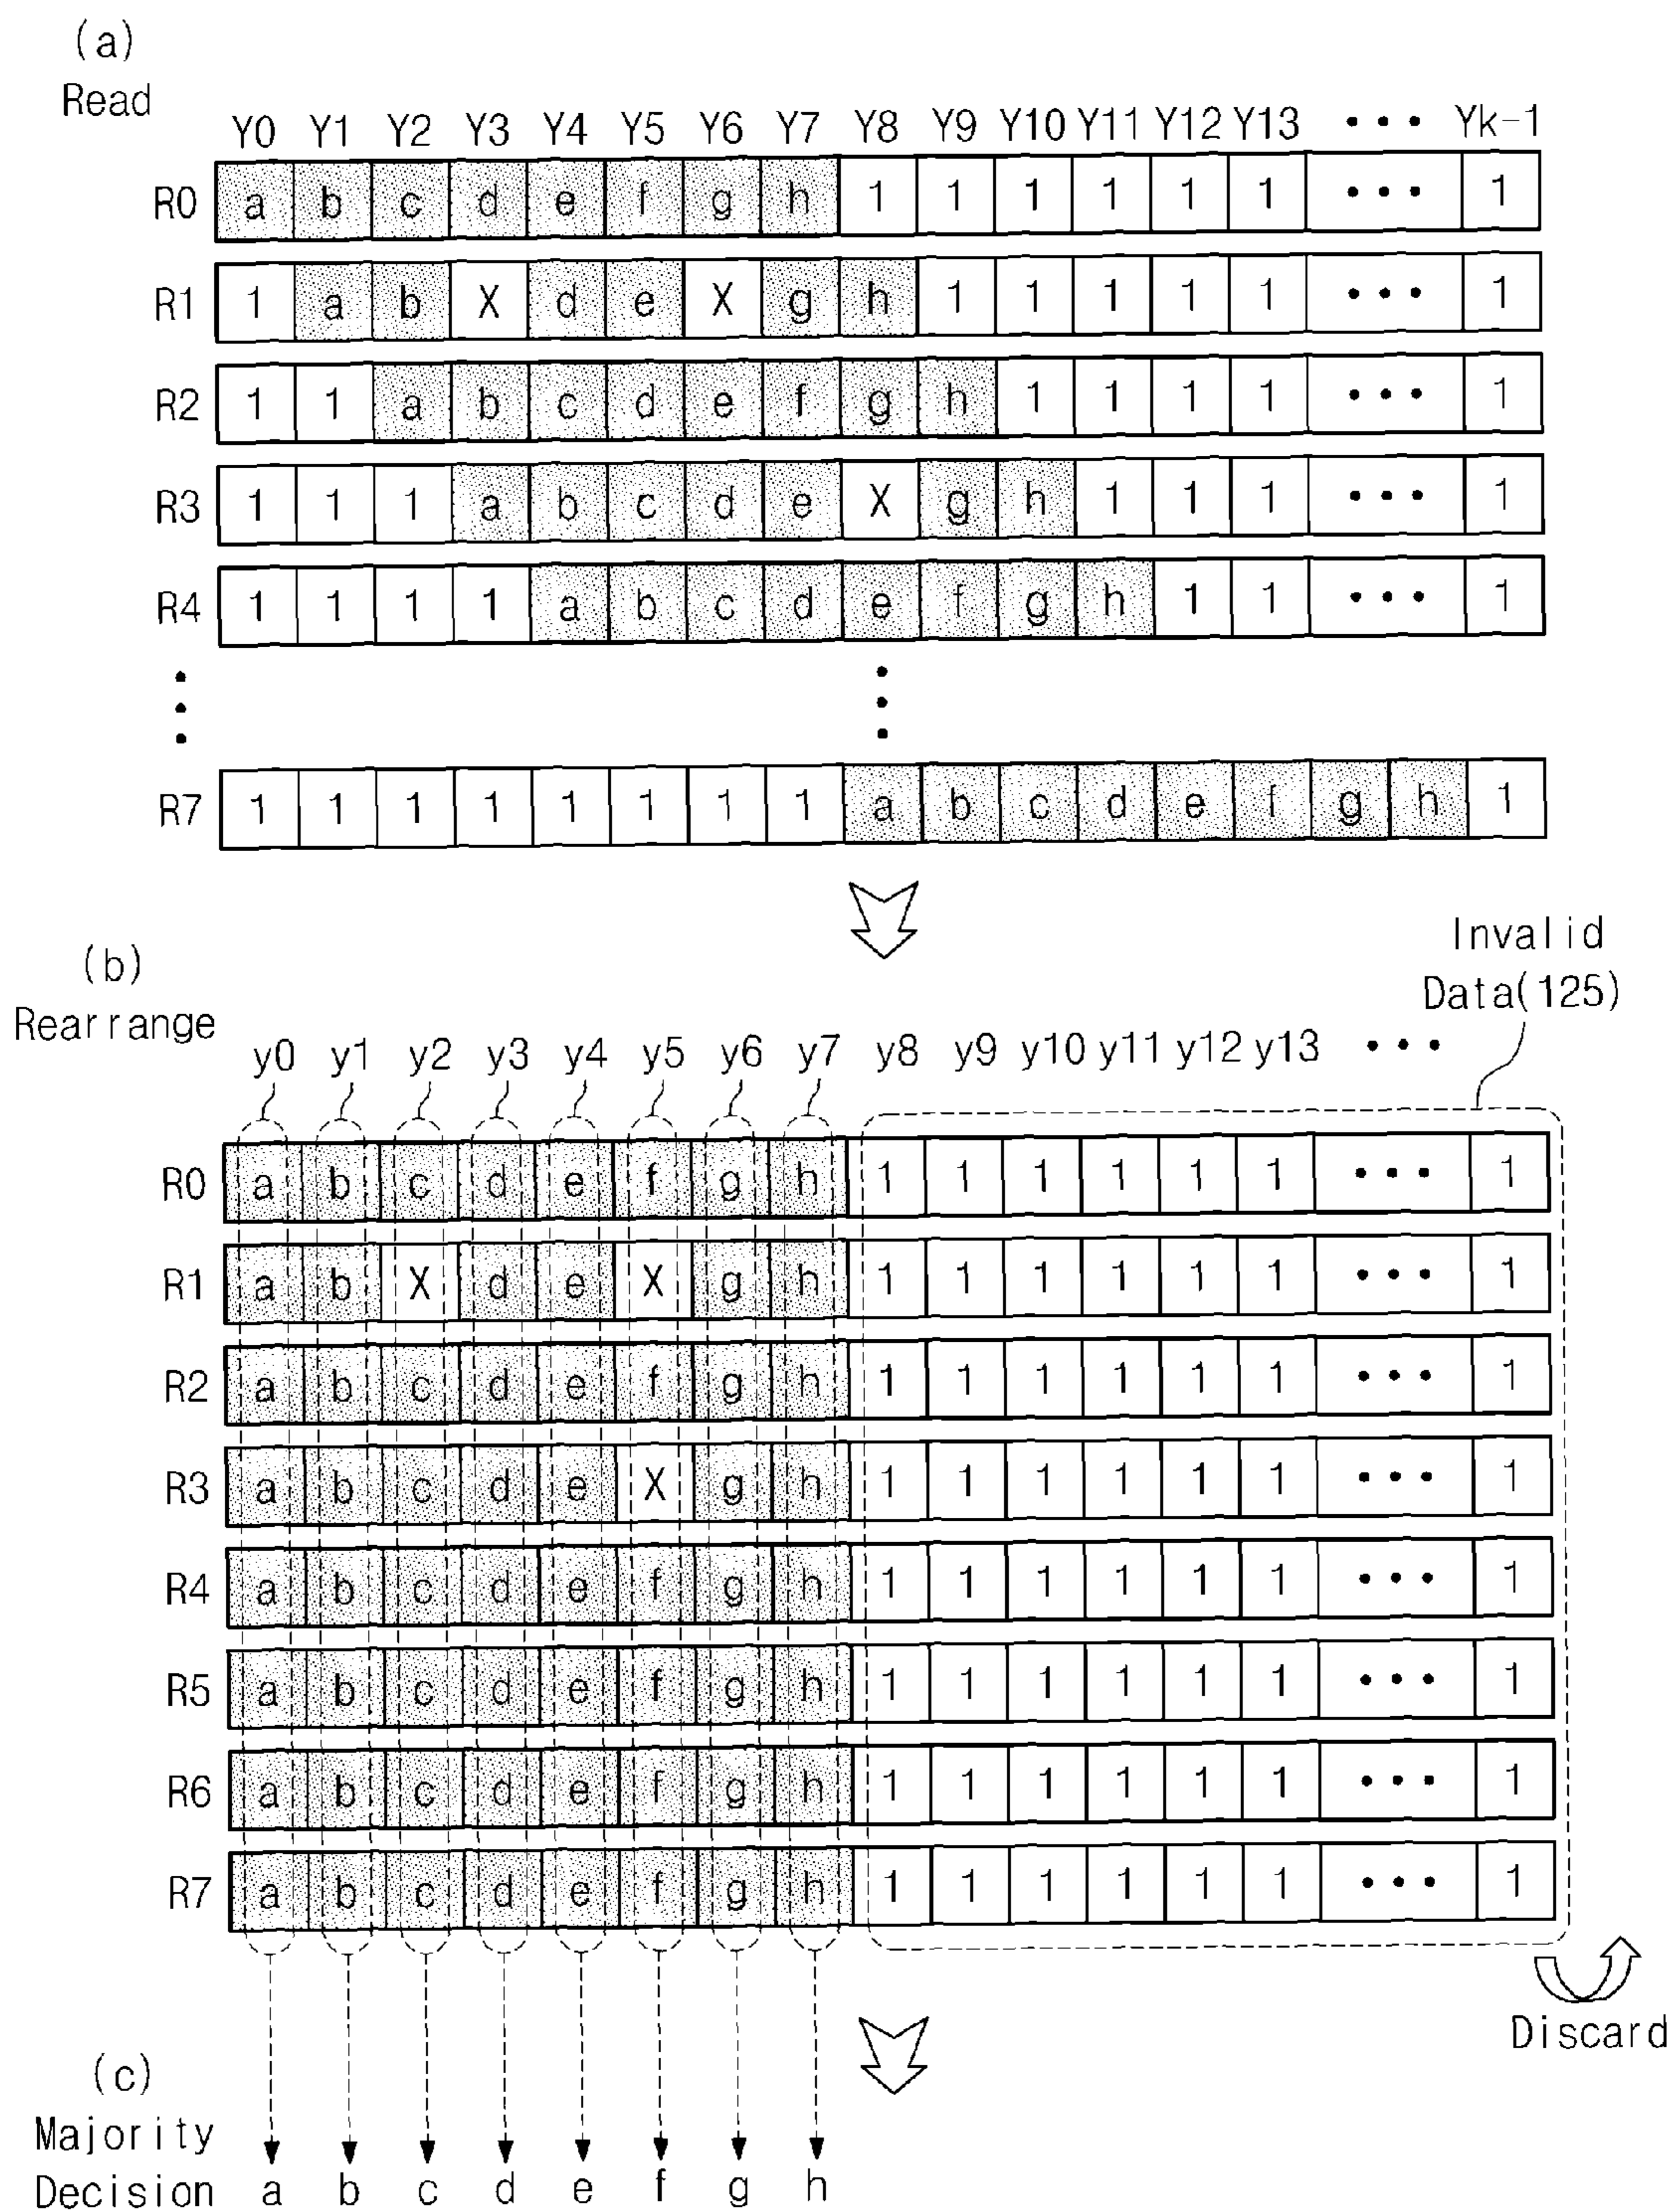 (a)
Read
Y0 Y1 Y2 Y3 Y4 Y5 Y6 Y7 Y8 Y9 Y10 Y11 Y12 Y13 ••• Yk-1
R0 a b c d e f g h 1 1 1 1 1 1 ••• 1
R1 1 a b X d e X g h 1 1 1 1 1 ••• 1
R2 1 1 a b c d e f g h 1 1 1 1 ••• 1
R3 1 1 1 a b c d e X g h 1 1 1 ••• 1
R4 1 1 1 1 a b c d e f g h 1 1 ••• 1
R7 1 1 1 1 1 1 1 1 a b c d e f g h 1
(b)
Rearrange
Invalid
Data(125)
y0 y1 y2 y3 y4 y5 y6 y7 y8 y9 y10 y11 y12 y13 •••
R0 a b c d e f g h 1 1 1 1 1 1 ••• 1
R1 a b X d e X g h 1 1 1 1 1 1 ••• 1
R2 a b c d e f g h 1 1 1 1 1 1 ••• 1
R3 a b c d e X g h 1 1 1 1 1 1 ••• 1
R4 a b c d e f g h 1 1 1 1 1 1 ••• 1
R5 a b c d e f g h 1 1 1 1 1 1 ••• 1
R6 a b c d e f g h 1 1 1 1 1 1 ••• 1
R7 a b c d e f g h 1 1 1 1 1 1 ••• 1
Discard
(c)
Majority
Decision a b c d e f g h